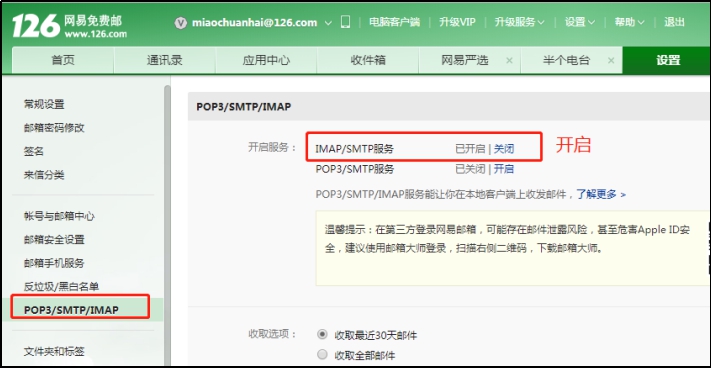 126 网易免费邮
www.126.com
miaochuanhai@126.com
电脑客户端 | 升级VIP | 升级服务 | 设置 | 帮助 | 退出
首页 通讯录 应用中心 收件箱 网易严选 × 半个电台 × 设置
常规设置
邮箱密码修改
签名
来信分类
帐号与邮箱中心
邮箱安全设置
邮箱手机服务
反垃圾/黑白名单
POP3/SMTP/IMAP
文件夹和标签
POP3/SMTP/IMAP
开启服务: IMAP/SMTP服务 已开启 | 关闭 开启
POP3/SMTP服务 已关闭 | 开启
POP3/SMTP/IMAP服务能让你在本地客户端上收发邮件,了解更多 >
温馨提示:在第三方登录网易邮箱,可能存在邮件泄露风险,甚至危害Apple ID安
全,建议使用邮箱大师登录,扫描右侧二维码,下载邮箱大师。
收取选项: 收取最近30天邮件
收取全部邮件